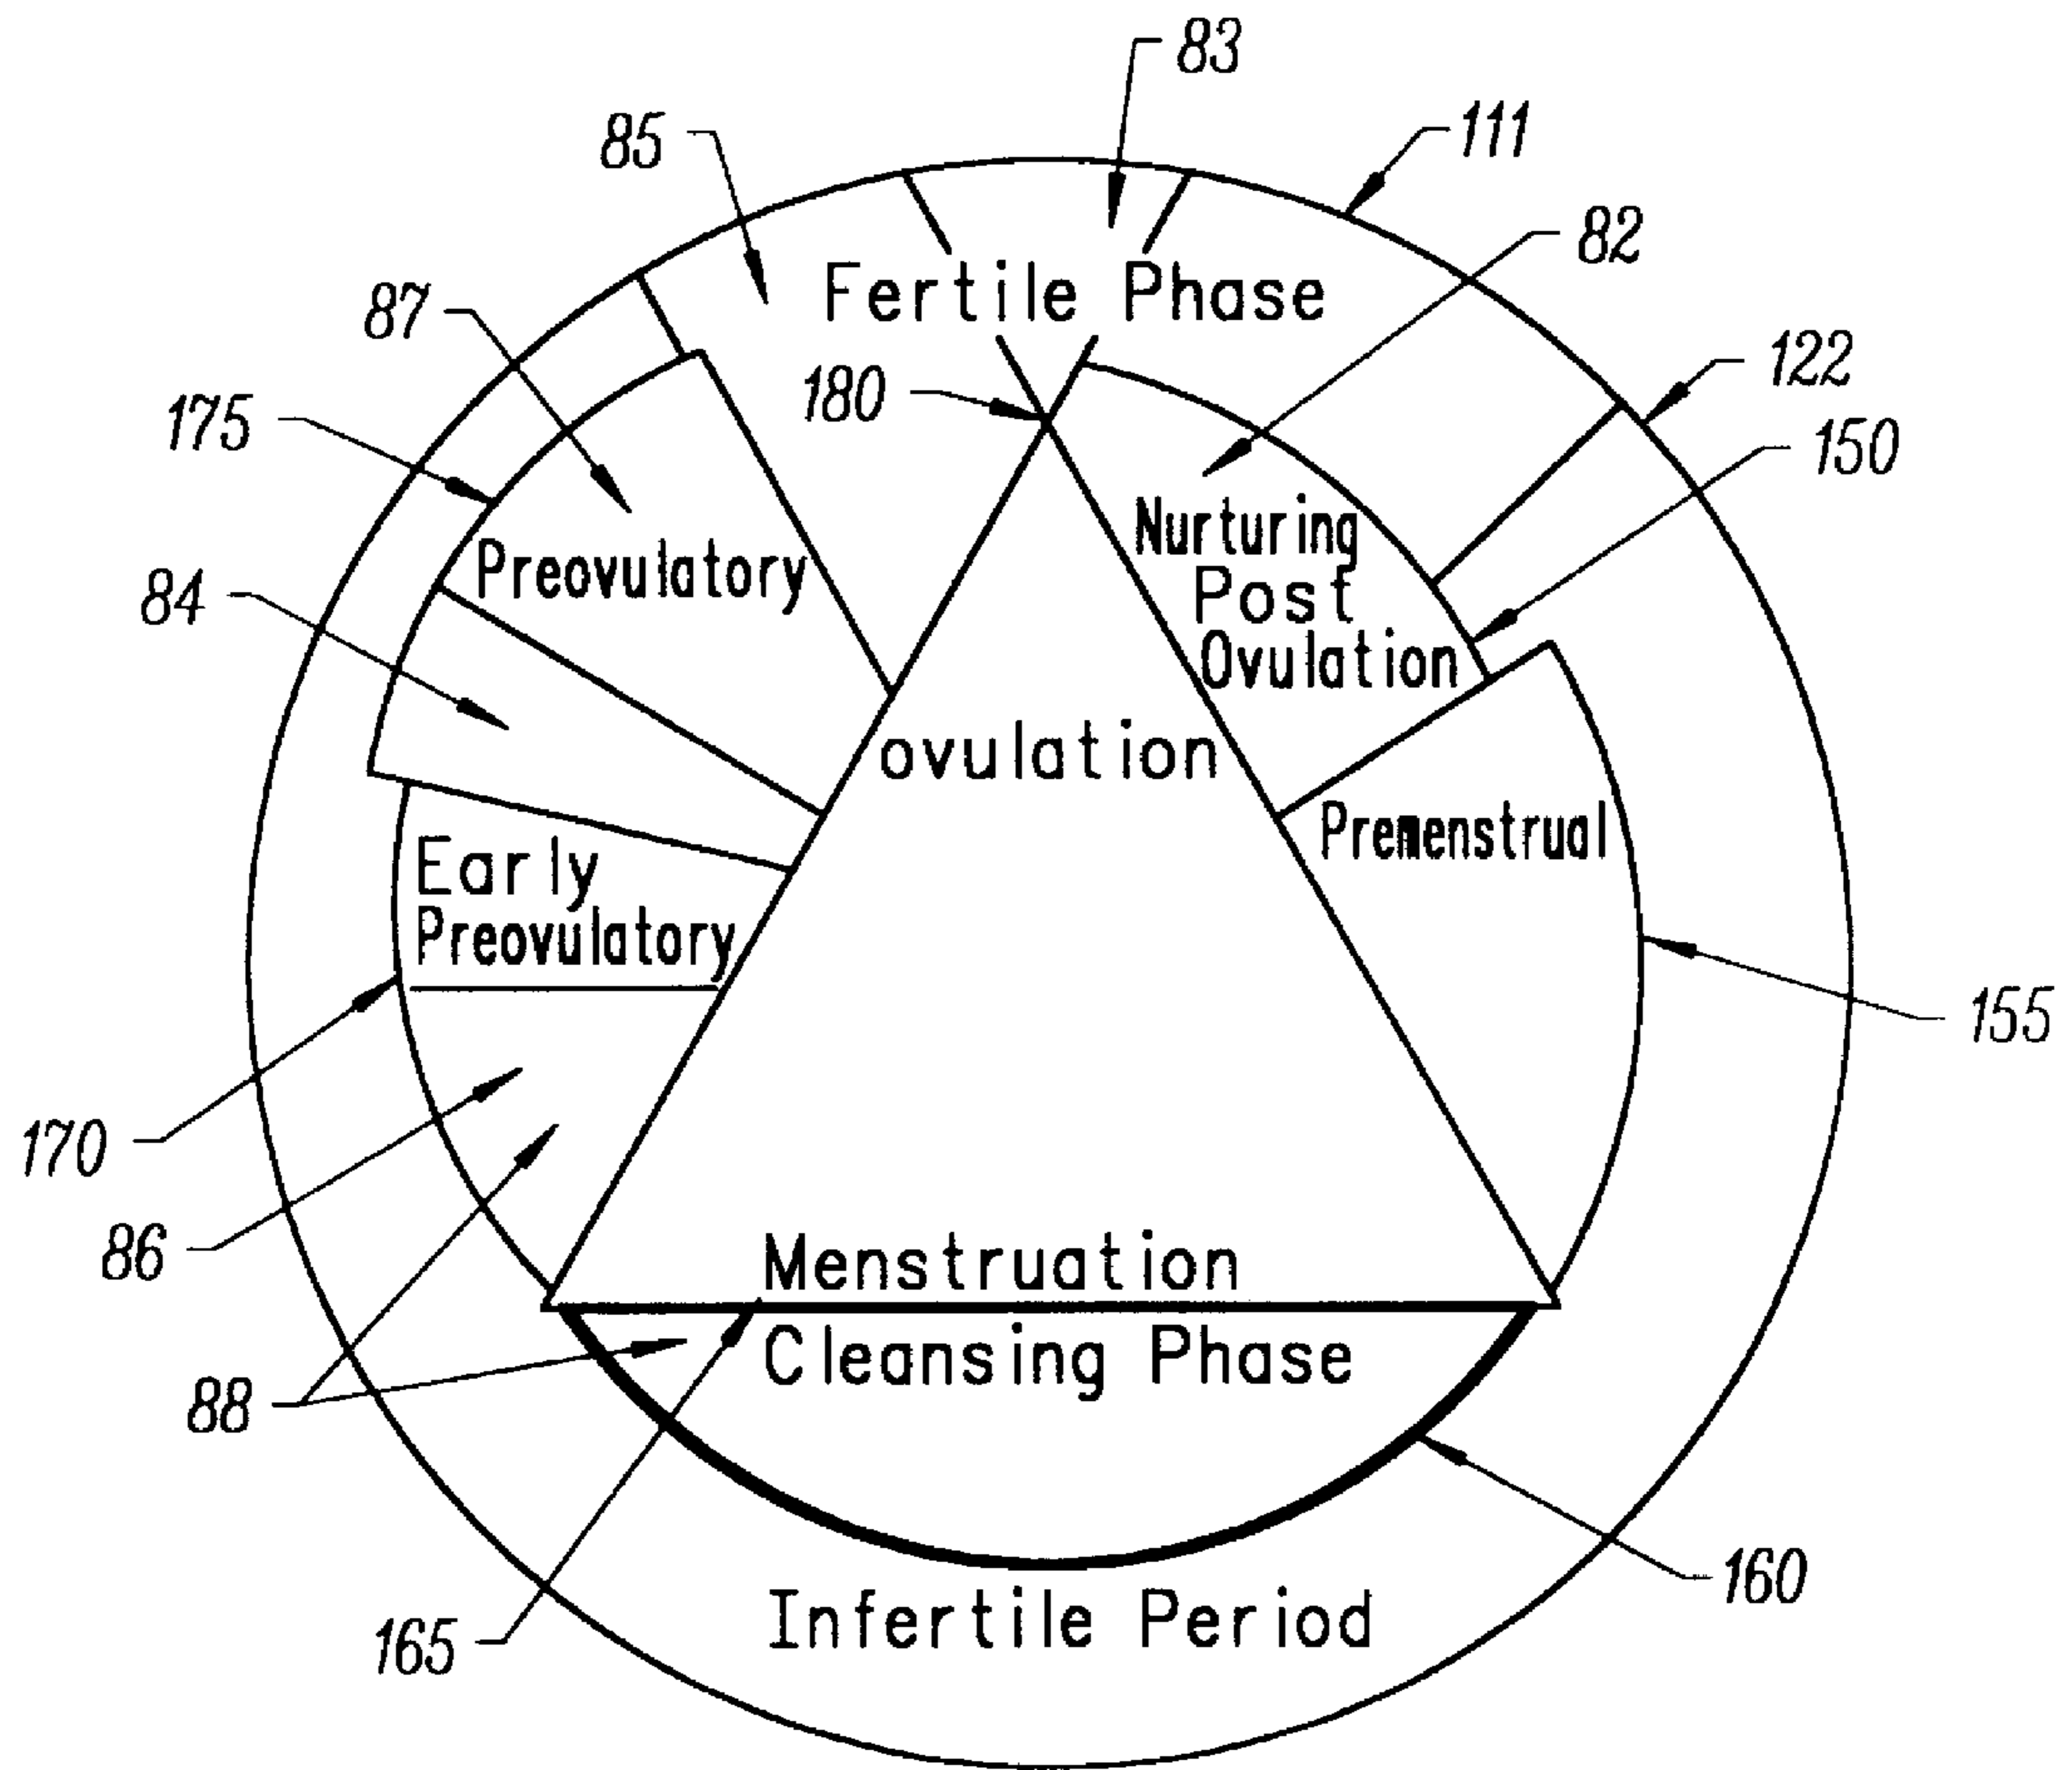 83
85
111
82
Fertile Phase
87
122
180
175
150
Nurturing
Preovulatory
Post
84
Ovulation
ovulation
Premenstrual
Early
Preovulatory
155
170
86
Menstruation
Cleansing Phase
88
160
Infertile Period
165